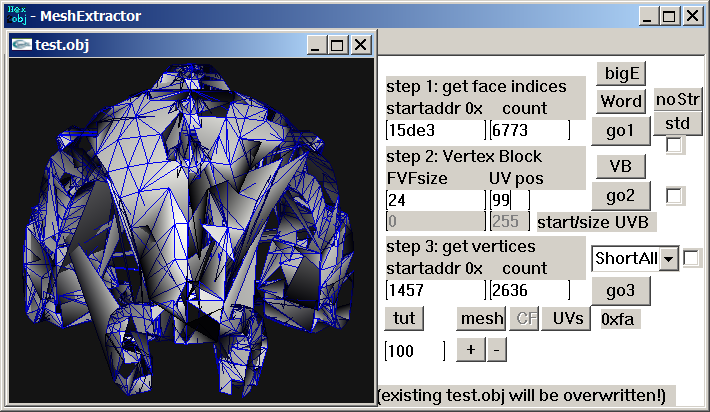 Hex
obj - MeshExtractor
test.obj
step 1: get face indices
startaddr 0x count
15de3 6773
bigE
Word
noStr
go1
std
step 2: Vertex Block
FVFsize UV pos
24 99
0 255 start/size UVB
VB
go2
step 3: get vertices
startaddr 0x count
1457 2636
ShortAll
go3
tut mesh CF UVs 0xfa
100 + -
(existing test.obj will be overwritten!)